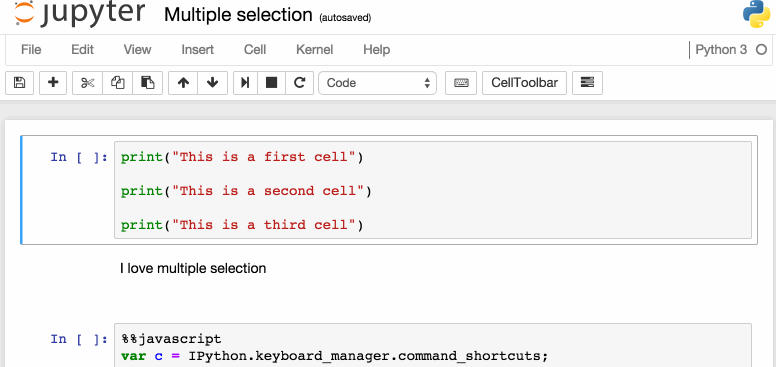 jupyter Multiple selection (autosaved)
File Edit View Insert Cell Kernel Help Python 3
Code CellToolbar
In [ ]: print("This is a first cell")
print("This is a second cell")
print("This is a third cell")
I love multiple selection
In [ ]: %%javascript
var c = IPython.keyboard_manager.command_shortcuts;